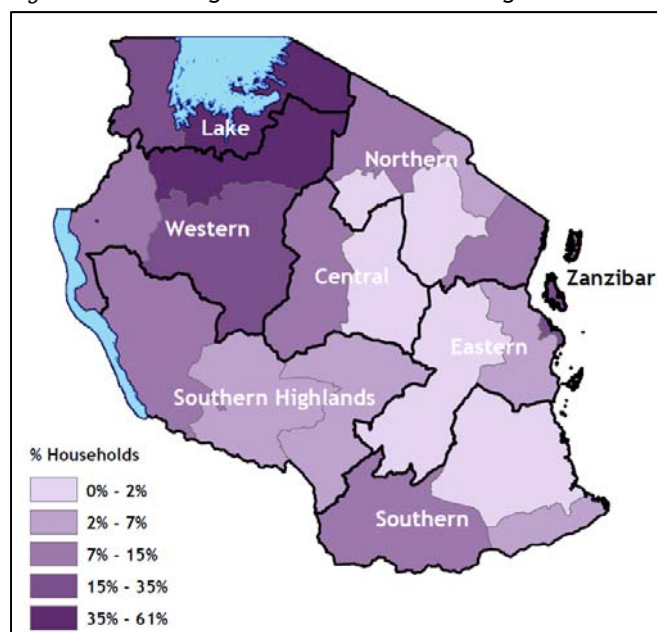 Lake
Northern
Western
Zanzibar
Central
Eastern
Southern Highlands
Southern
% Households
0% - 2%
2% - 7%
7% - 15%
15% - 35%
35% - 61%